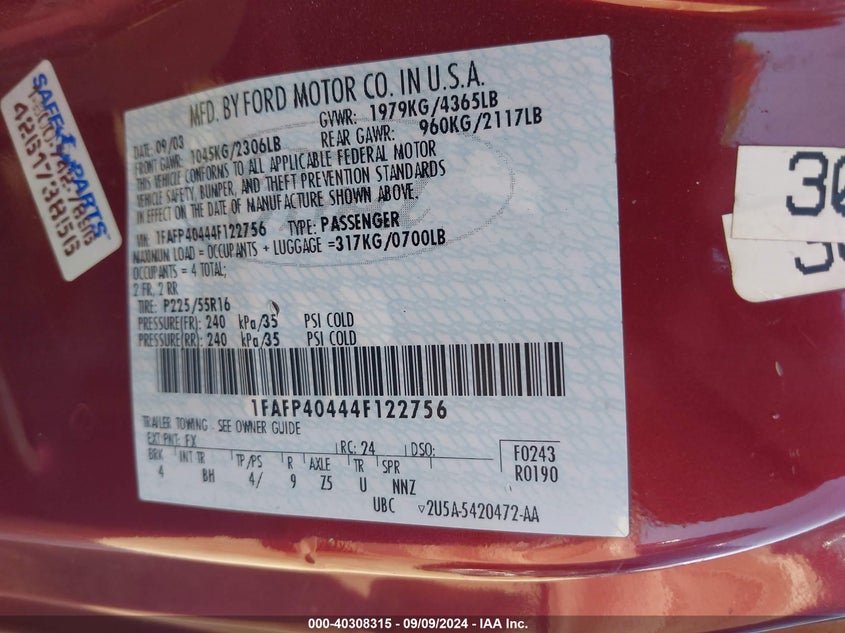 MFD. BY FORD MOTOR CO. IN U.S.A.
DATE: 09/03 GVWR: 1979KG/4365LB
FRONT GAWR: 1045KG/2306LB REAR GAWR: 960KG/2117LB
THIS VEHICLE CONFORMS TO ALL APPLICABLE FEDERAL MOTOR
VEHICLE SAFETY, BUMPER, AND THEFT PREVENTION STANDARDS
IN EFFECT ON THE DATE OF MANUFACTURE SHOWN ABOVE.
VIN: 1FAFP40444F122756 TYPE: PASSENGER
MAXIMUM LOAD = OCCUPANTS + LUGGAGE =317KG/0700LB
OCCUPANTS = 4 TOTAL;
2 FR, 2 RR
TIRE: P225/55R16
PRESSURE(FR): 240 kPa/35 PSI COLD
PRESSURE(RR): 240 kPa/35 PSI COLD
1FAFP40444F122756
TRAILER TOWING - SEE OWNER GUIDE
EXT PNT: FX RC: 24 DSO: F0243
BRK INT TR TP/PS R AXLE TR SPR R0190
4 BH 4/ 9 Z5 U NNZ
UBC 2U5A-5420472-AA
PARTS
42617385G
30
000-40308315 - 09/09/2024 - IAA Inc.